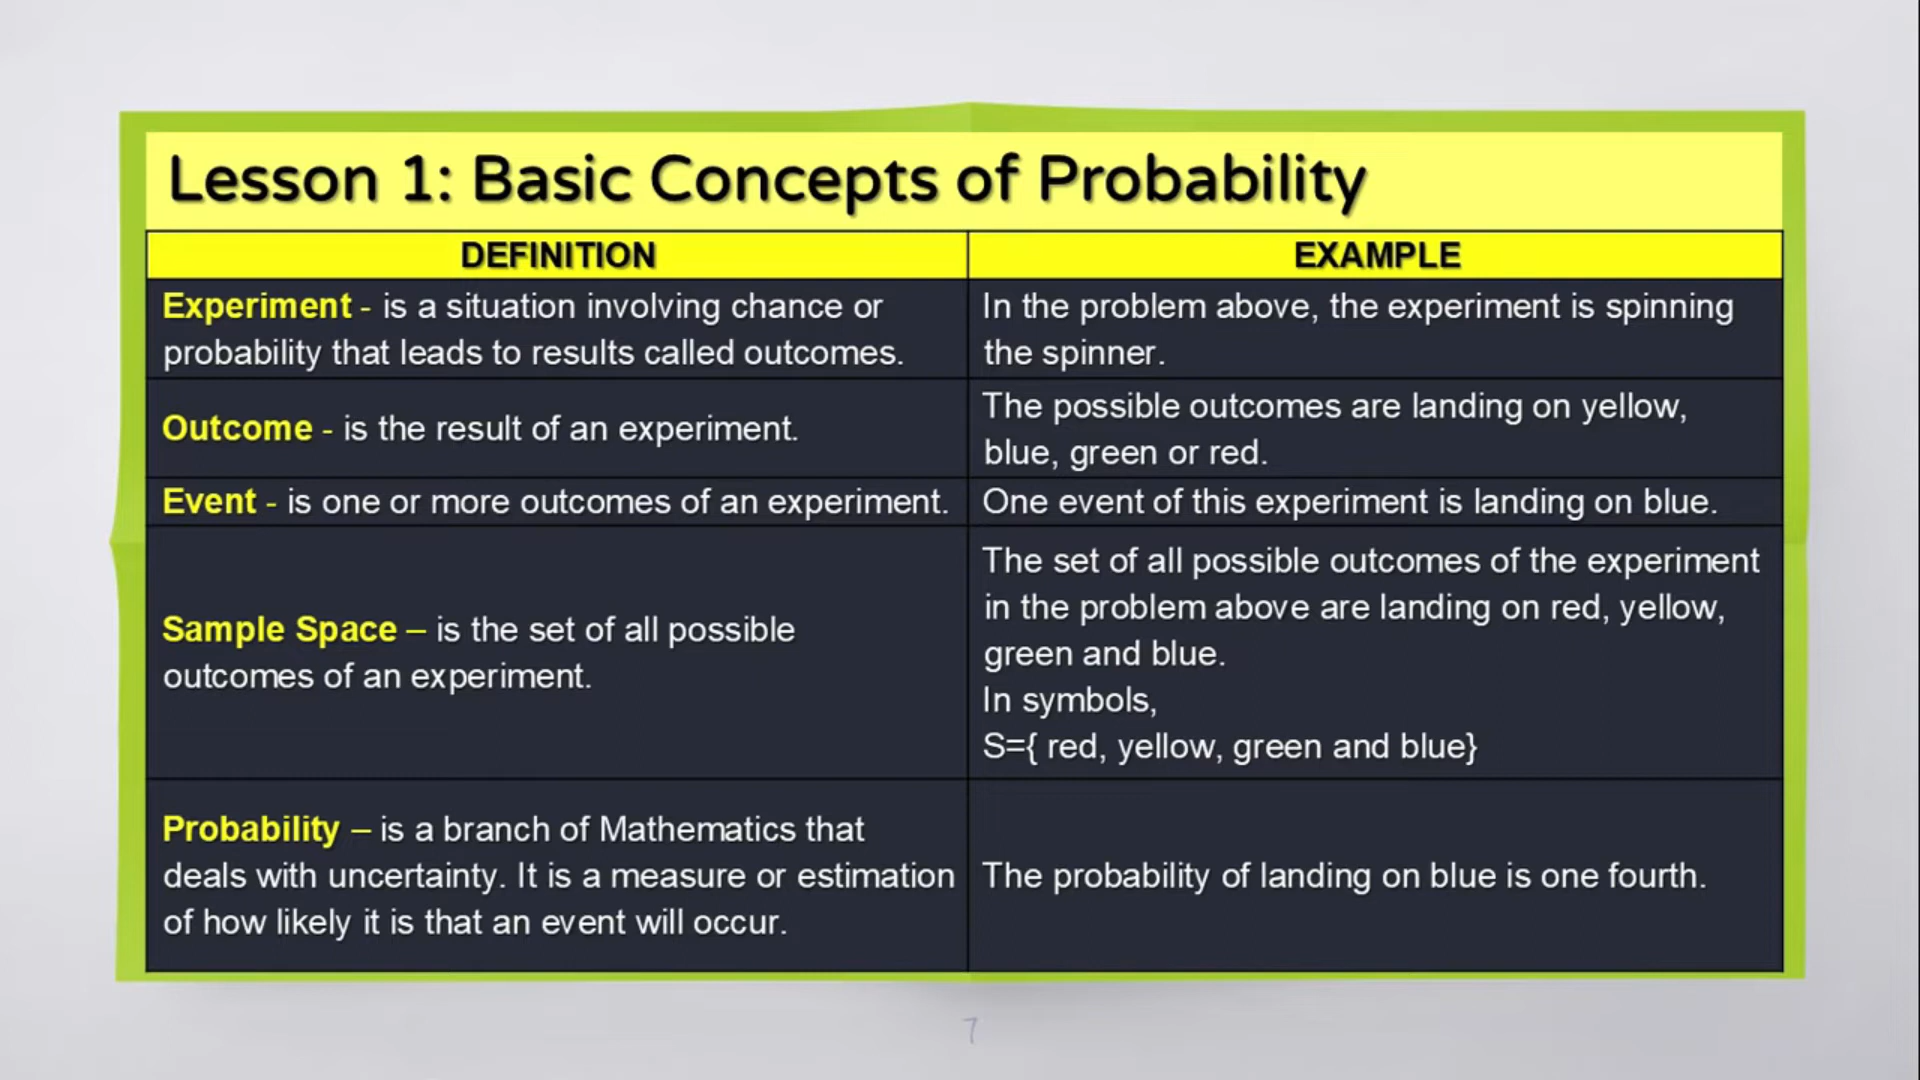 Lesson 1: Basic Concepts of Probability
DEFINITION
EXAMPLE
Experiment - is a situation involving chance or
probability that leads to results called outcomes.
In the problem above, the experiment is spinning
the spinner.
Outcome - is the result of an experiment.
The possible outcomes are landing on yellow,
blue, green or red.
Event - is one or more outcomes of an experiment.
One event of this experiment is landing on blue.
Sample Space – is the set of all possible
outcomes of an experiment.
The set of all possible outcomes of the experiment
in the problem above are landing on red, yellow,
green and blue.
In symbols,
S={ red, yellow, green and blue}
Probability – is a branch of Mathematics that
deals with uncertainty. It is a measure or estimation
of how likely it is that an event will occur.
The probability of landing on blue is one fourth.
7